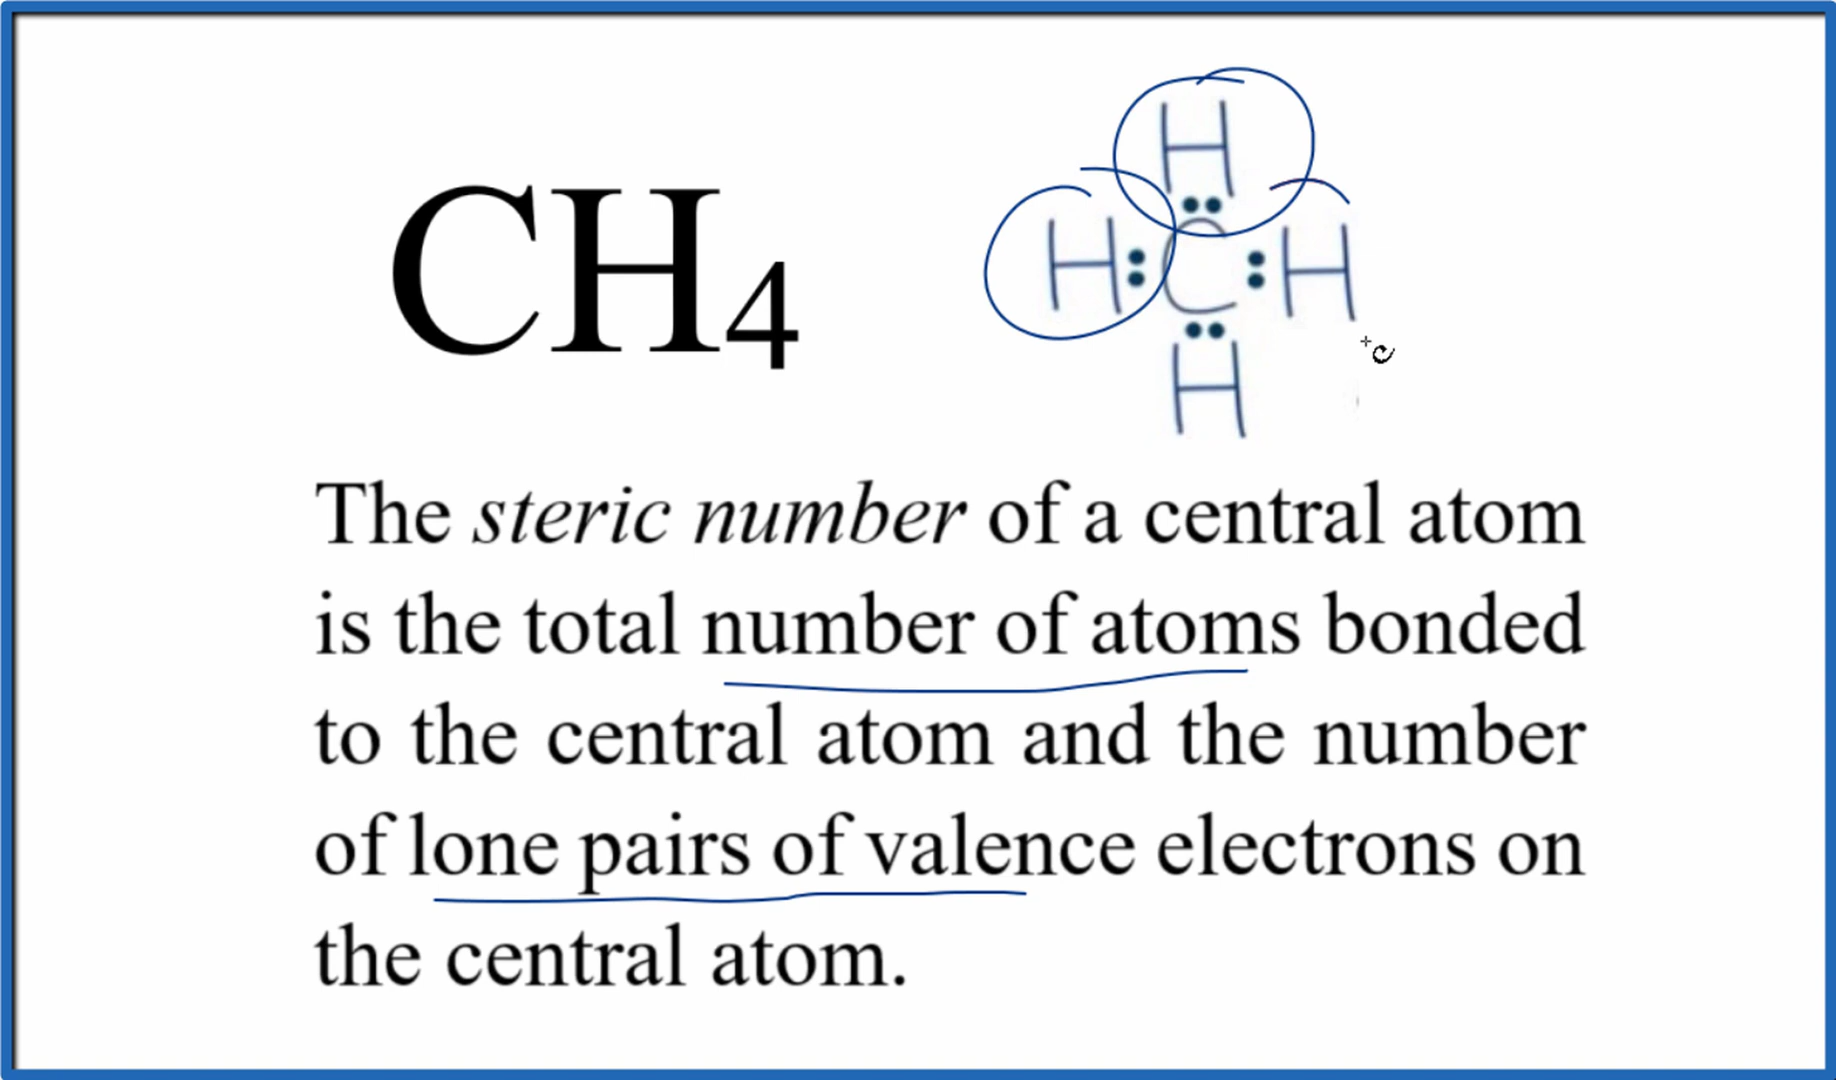 CH4
H
H : C : H
H
The steric number of a central atom
is the total number of atoms bonded
to the central atom and the number
of lone pairs of valence electrons on
the central atom.